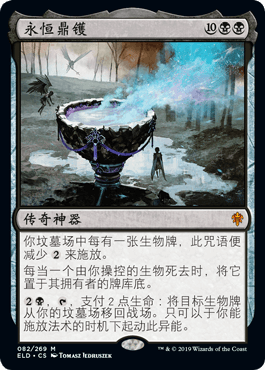 永恒鼎镬 10
传奇神器
你坟墓场中每有一张生物牌，此咒语便
减少 2 来施放。
每当一个由你操控的生物死去时，将它
置于其拥有者的牌库底。
2，，支付2点生命：将目标生物牌
从你的坟墓场移回战场。只可以于你能
施放法术的时机下起动此异能。
082/269 M
ELD • CS TOMASZ JEDRUSZEK
™ & © 2019 Wizards of the Coast